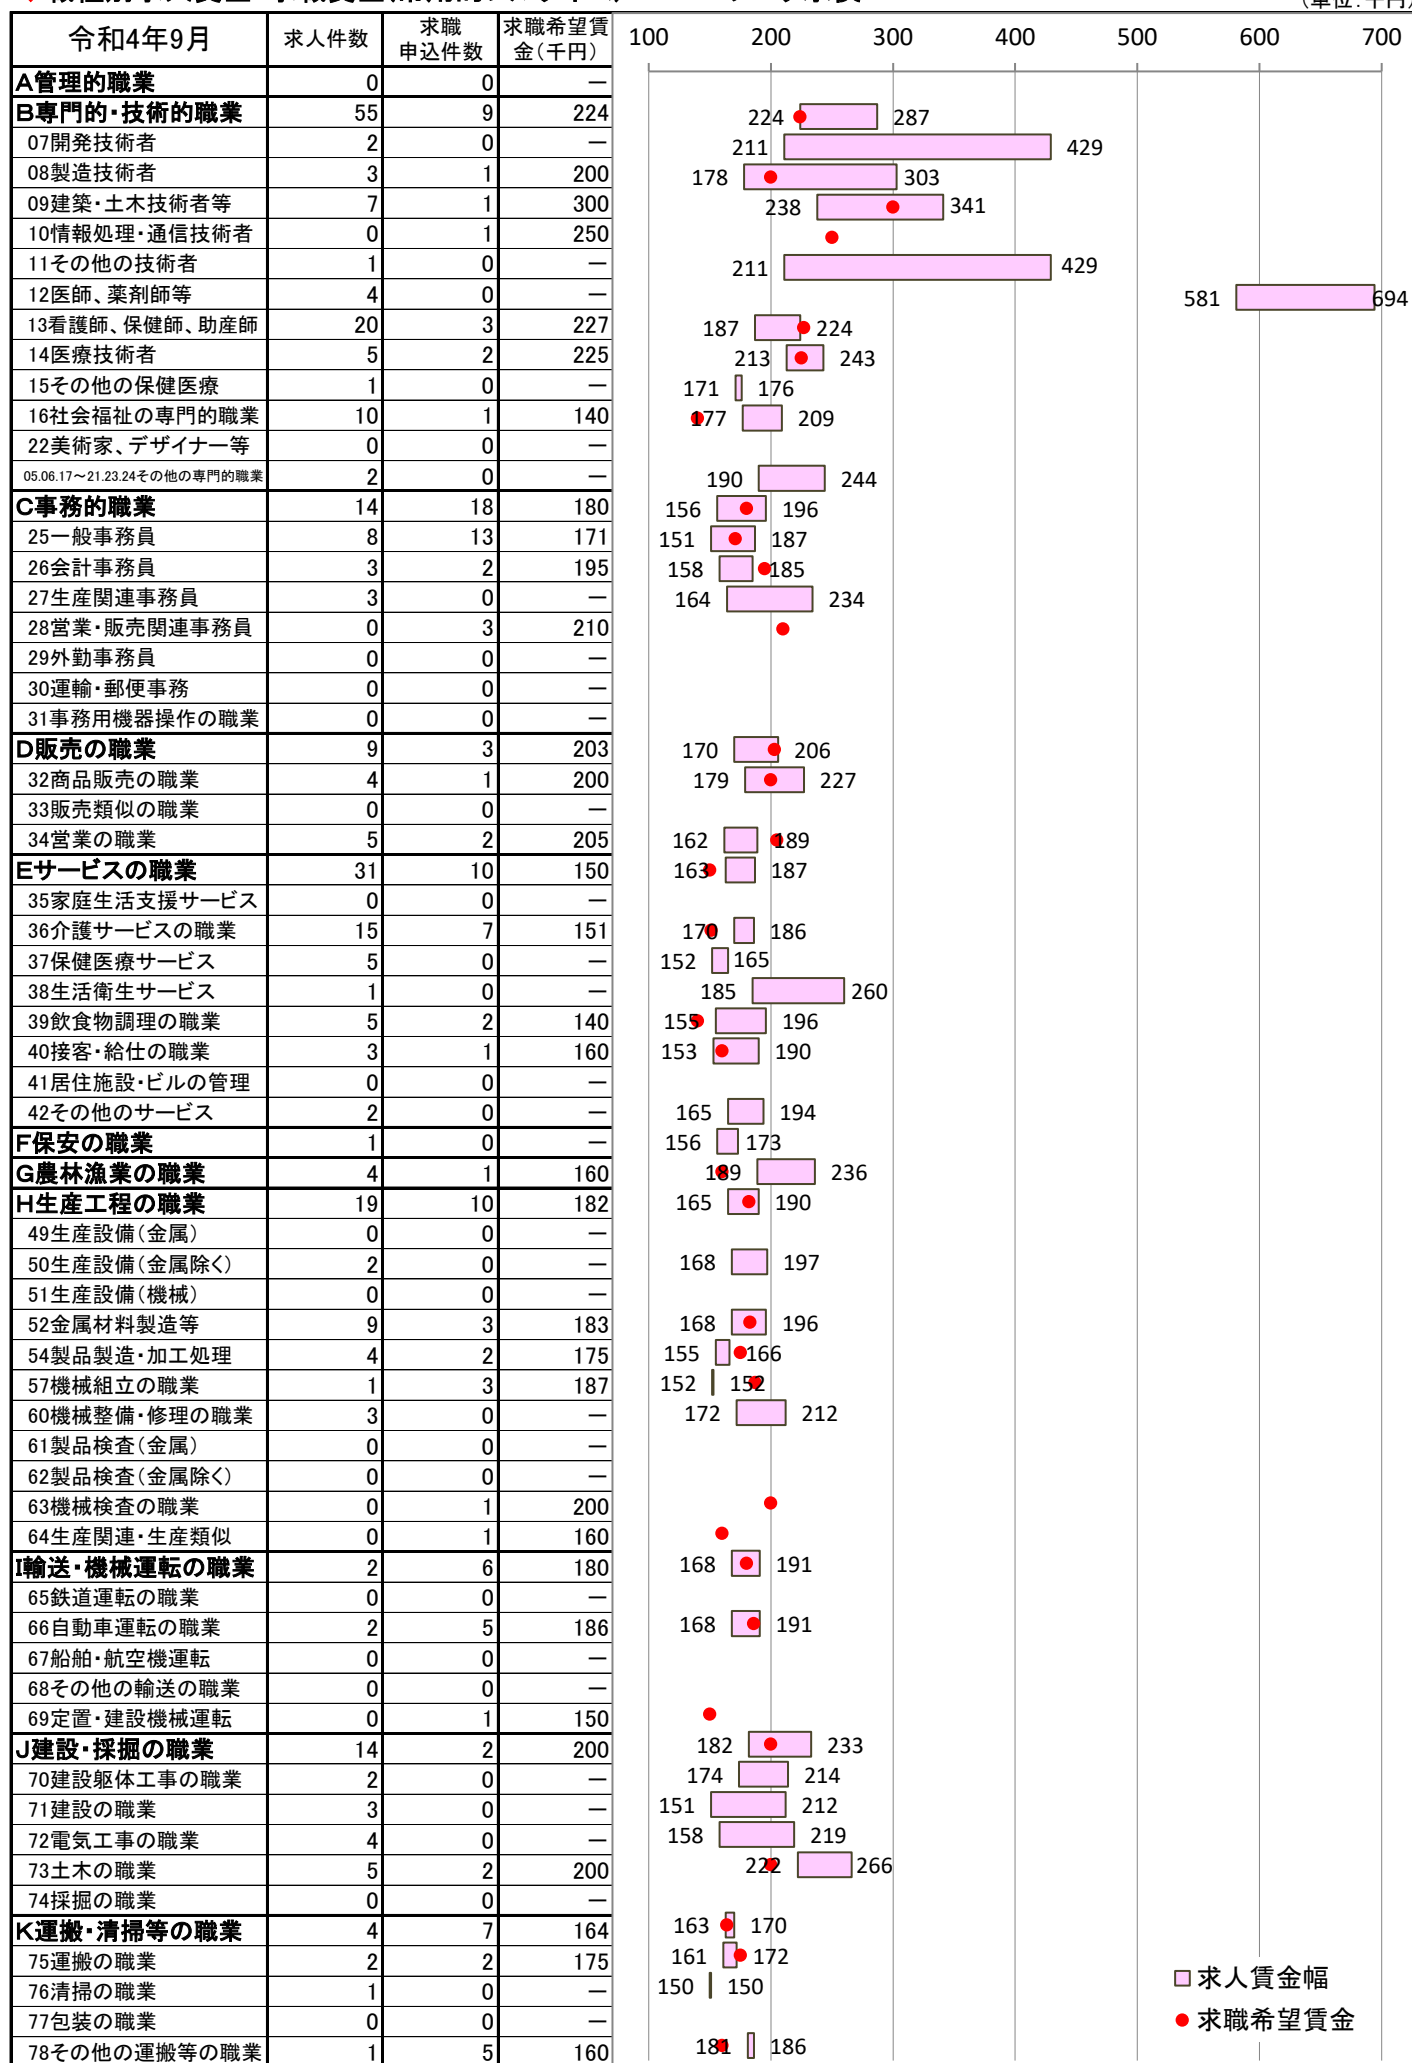 令和4年9月 求人件数 求職申込件数 求職希望賃金(千円) 100 200 300 400 500 600 700
A管理的職業 0 0 —
B専門的・技術的職業 55 9 224 224 287
07開発技術者 2 0 — 211 429
08製造技術者 3 1 200 178 303
09建築・土木技術者等 7 1 300 238 341
10情報処理・通信技術者 0 1 250
11その他の技術者 1 0 — 211 429
12医師、薬剤師等 4 0 — 581 694
13看護師、保健師、助産師 20 3 227 187 224
14医療技術者 5 2 225 213 243
15その他の保健医療 1 0 — 171 176
16社会福祉の専門的職業 10 1 140 177 209
22美術家、デザイナー等 0 0 —
05.06.17～21.23.24その他の専門的職業 2 0 — 190 244
C事務的職業 14 18 180 156 196
25一般事務員 8 13 171 151 187
26会計事務員 3 2 195 158 185
27生産関連事務員 3 0 — 164 234
28営業・販売関連事務員 0 3 210
29外勤事務員 0 0 —
30運輸・郵便事務 0 0 —
31事務用機器操作の職業 0 0 —
D販売の職業 9 3 203 170 206
32商品販売の職業 4 1 200 179 227
33販売類似の職業 0 0 —
34営業の職業 5 2 205 162 189
Eサービスの職業 31 10 150 163 187
35家庭生活支援サービス 0 0 —
36介護サービスの職業 15 7 151 170 186
37保健医療サービス 5 0 — 152 165
38生活衛生サービス 1 0 — 185 260
39飲食物調理の職業 5 2 140 155 196
40接客・給仕の職業 3 1 160 153 190
41居住施設・ビルの管理 0 0 —
42その他のサービス 2 0 — 165 194
F保安の職業 1 0 — 156 173
G農林漁業の職業 4 1 160 189 236
H生産工程の職業 19 10 182 165 190
49生産設備(金属) 0 0 —
50生産設備(金属除く) 2 0 — 168 197
51生産設備(機械) 0 0 —
52金属材料製造等 9 3 183 168 196
54製品製造・加工処理 4 2 175 155 166
57機械組立の職業 1 3 187 152 152
60機械整備・修理の職業 3 0 — 172 212
61製品検査(金属) 0 0 —
62製品検査(金属除く) 0 0 —
63機械検査の職業 0 1 200
64生産関連・生産類似 0 1 160
I輸送・機械運転の職業 2 6 180 168 191
65鉄道運転の職業 0 0 —
66自動車運転の職業 2 5 186 168 191
67船舶・航空機運転 0 0 —
68その他の輸送の職業 0 0 —
69定置・建設機械運転 0 1 150
J建設・採掘の職業 14 2 200 182 233
70建設躯体工事の職業 2 0 — 174 214
71建設の職業 3 0 — 151 212
72電気工事の職業 4 0 — 158 219
73土木の職業 5 2 200 222 266
74採掘の職業 0 0 —
K運搬・清掃等の職業 4 7 164 163 170
75運搬の職業 2 2 175 161 172
76清掃の職業 1 0 — 150 150
77包装の職業 0 0 —
78その他の運搬等の職業 1 5 160 181 186
求人賃金幅
求職希望賃金